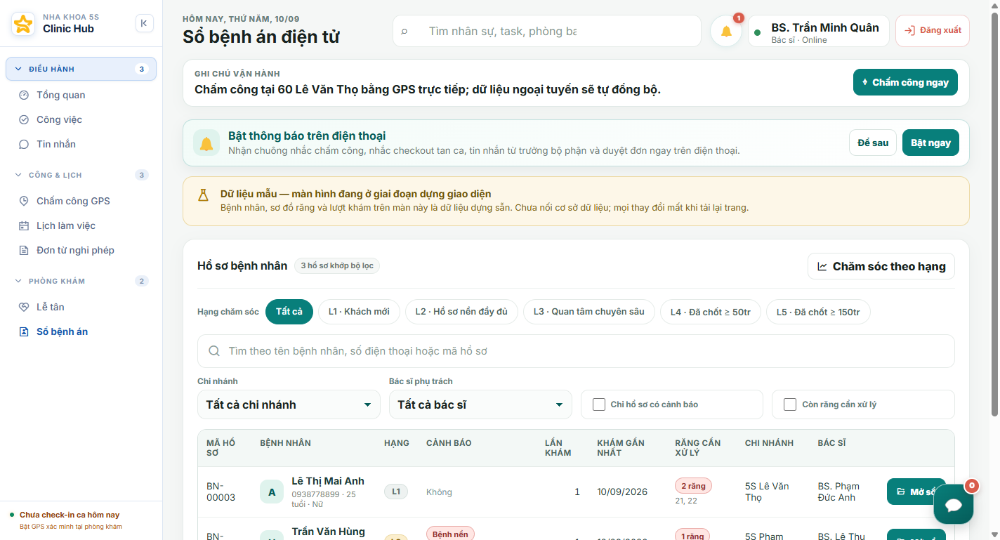 NHA KHOA 5S
Clinic Hub
ĐIỀU HÀNH 3
Tổng quan
Công việc
Tin nhắn
CÔNG & LỊCH 3
Chấm công GPS
Lịch làm việc
Đơn từ nghỉ phép
PHÒNG KHÁM 2
Lễ tân
Sổ bệnh án
Chưa check-in ca hôm nay
Bật GPS xác minh tại phòng khám
HÔM NAY, THỨ NĂM, 10/09
Sổ bệnh án điện tử
Tìm nhân sự, task, phòng
1
BS. Trần Minh Quân
Bác sĩ · Online
Đăng xuất
GHI CHÚ VẬN HÀNH
Chấm công tại 60 Lê Văn Thọ bằng GPS trực tiếp; dữ liệu ngoại tuyến sẽ tự đồng bộ.
Chấm công ngay
Bật thông báo trên điện thoại
Nhận chuông nhắc chấm công, nhắc checkout tan ca, tin nhắn từ trưởng bộ phận và duyệt đơn ngay trên điện thoại.
Để sau
Bật ngay
Dữ liệu mẫu — màn hình đang ở giai đoạn dựng giao diện
Bệnh nhân, sơ đồ răng và lượt khám trên màn này là dữ liệu dựng sẵn. Chưa nối cơ sở dữ liệu; mọi thay đổi mất khi tải lại trang.
Hồ sơ bệnh nhân 3 hồ sơ khớp bộ lọc
Chăm sóc theo hạng
Hạng chăm sóc Tất cả L1 · Khách mới L2 · Hồ sơ nền đầy đủ L3 · Quan tâm chuyên sâu L4 · Đã chốt ≥ 50tr L5 · Đã chốt ≥ 150tr
Tìm theo tên bệnh nhân, số điện thoại hoặc mã hồ sơ
Chi nhánh
Tất cả chi nhánh
Bác sĩ phụ trách
Tất cả bác sĩ
Chỉ hồ sơ có cảnh báo
Còn răng cần xử lý
MÃ HỒ SƠ BỆNH NHÂN HẠNG CẢNH BÁO LẦN KHÁM KHÁM GẦN NHẤT RĂNG CẦN XỬ LÝ CHI NHÁNH BÁC SĨ
BN-00003
A
Lê Thị Mai Anh
0938778899 · 25 tuổi · Nữ
L1
Không
1
10/09/2026
2 răng
21, 22
5S Lê Văn Thọ
BS. Phạm Đức Anh
Mở
0
BN-
Trần Văn Hùng
Bệnh nền
1 răng
5S Phạm
BS. Lê Thu